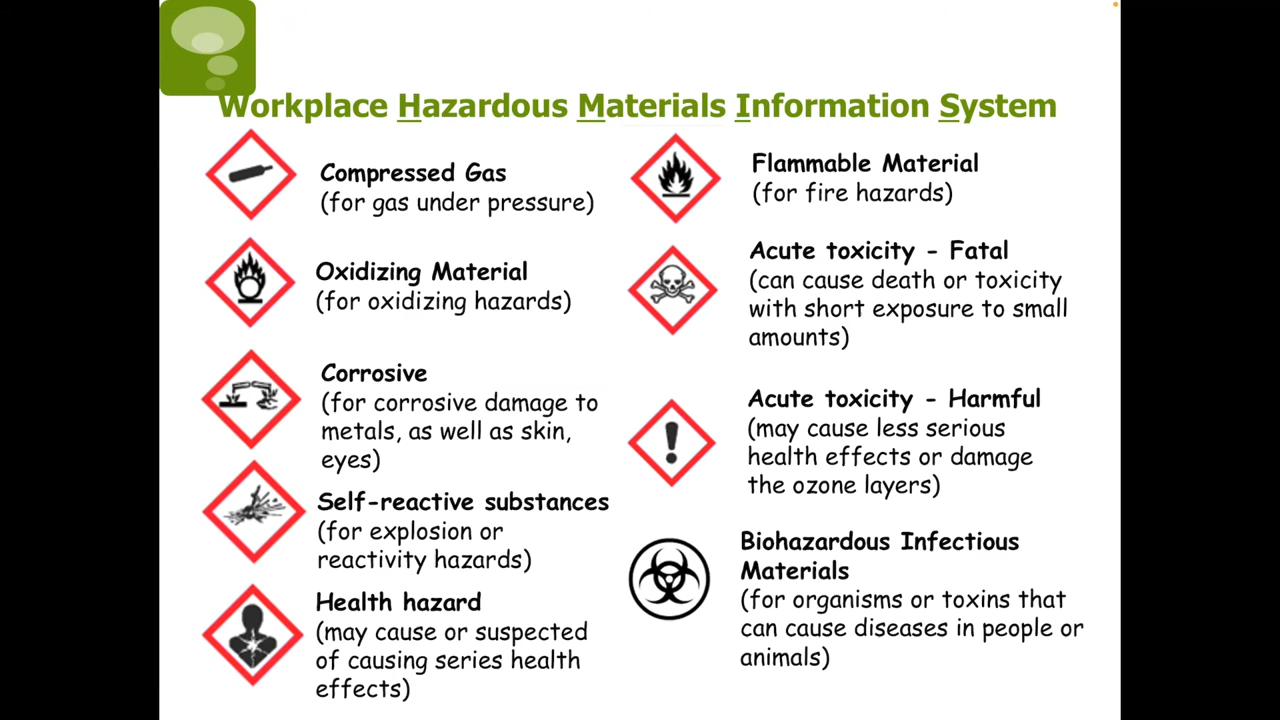 Workplace Hazardous Materials Information System
Compressed Gas
(for gas under pressure)
Oxidizing Material
(for oxidizing hazards)
Corrosive
(for corrosive damage to
metals, as well as skin,
eyes)
Self-reactive substances
(for explosion or
reactivity hazards)
Health hazard
(may cause or suspected
of causing series health
effects)
Flammable Material
(for fire hazards)
Acute toxicity - Fatal
(can cause death or toxicity
with short exposure to small
amounts)
Acute toxicity - Harmful
(may cause less serious
health effects or damage
the ozone layers)
Biohazardous Infectious
Materials
(for organisms or toxins that
can cause diseases in people or
animals)